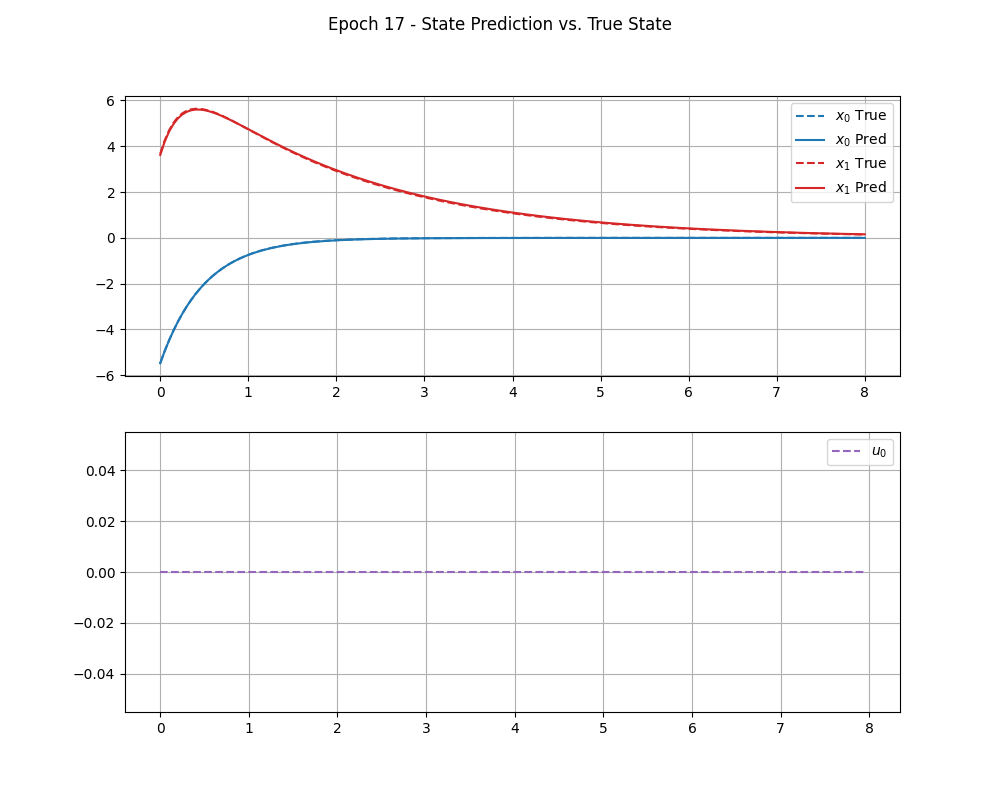 Epoch 17 - State Prediction vs. True State
6
4
2
0
−2
−4
−6
x₀ True
x₀ Pred
x₁ True
x₁ Pred
0 1 2 3 4 5 6 7 8
0.04
0.02
0.00
−0.02
−0.04
u₀
0 1 2 3 4 5 6 7 8